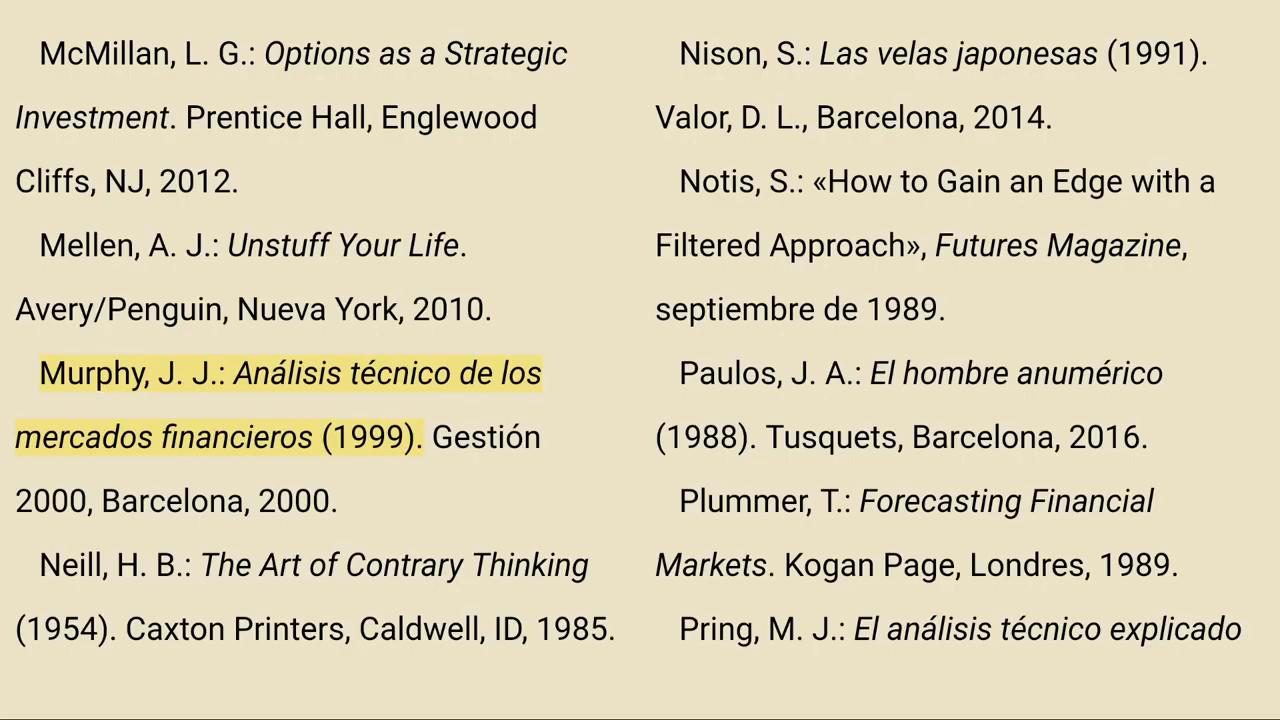 McMillan, L. G.: Options as a Strategic
Investment. Prentice Hall, Englewood
Cliffs, NJ, 2012.
Mellen, A. J.: Unstuff Your Life.
Avery/Penguin, Nueva York, 2010.
Murphy, J. J.: Análisis técnico de los
mercados financieros (1999). Gestión
2000, Barcelona, 2000.
Neill, H. B.: The Art of Contrary Thinking
(1954). Caxton Printers, Caldwell, ID, 1985.
Nison, S.: Las velas japonesas (1991).
Valor, D. L., Barcelona, 2014.
Notis, S.: «How to Gain an Edge with a
Filtered Approach», Futures Magazine,
septiembre de 1989.
Paulos, J. A.: El hombre anumérico
(1988). Tusquets, Barcelona, 2016.
Plummer, T.: Forecasting Financial
Markets. Kogan Page, Londres, 1989.
Pring, M. J.: El análisis técnico explicado